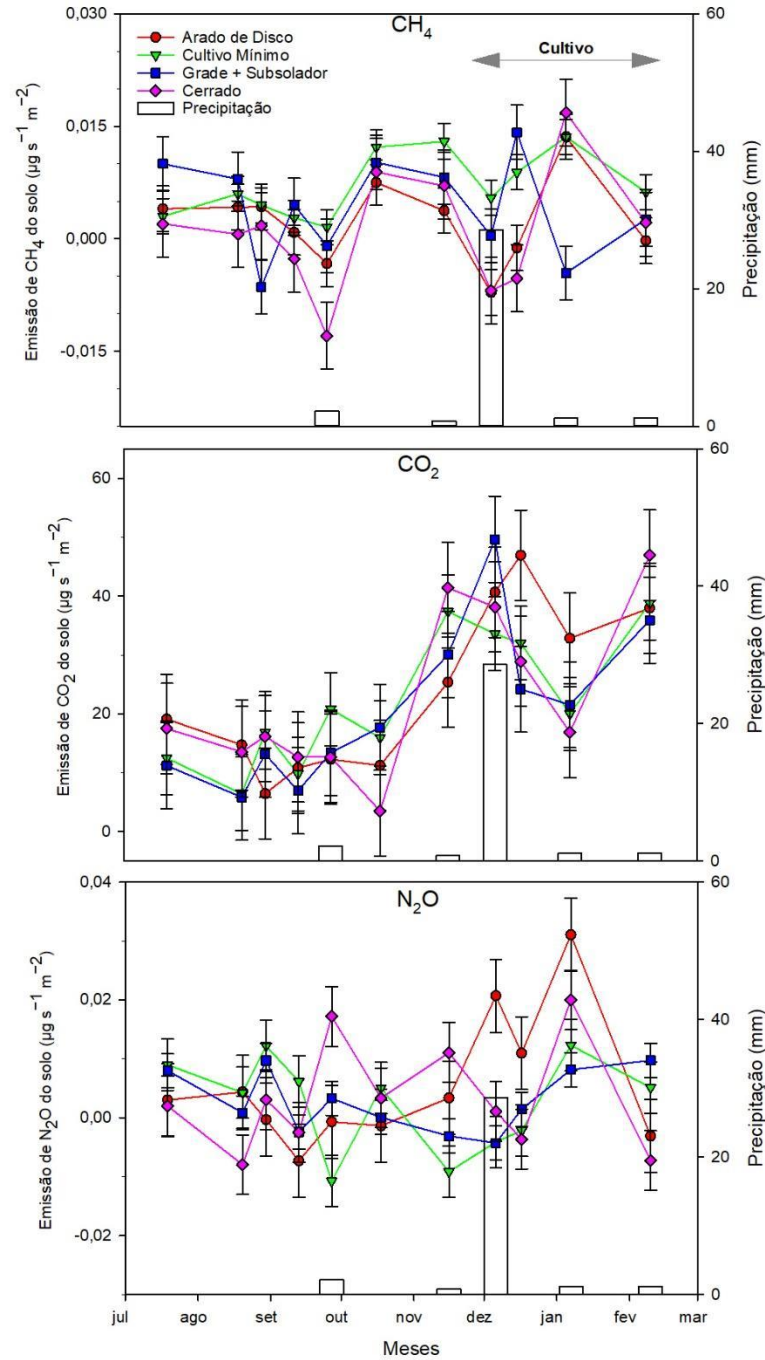 CH4
Cultivo
Arado de Disco
Cultivo Mínimo
Grade + Subsolador
Cerrado
Precipitação
0,030
0,015
0,000
-0,015
60
40
20
0
Emissão de CH4 do solo (µg s−1 m−2)
Precipitação (mm)
CO2
60
40
20
0
60
40
20
0
Emissão de CO2 do solo (µg s−1 m−2)
Precipitação (mm)
N2O
0,04
0,02
0,00
-0,02
60
40
20
0
Emissão de N2O do solo (µg s−1 m−2)
Precipitação (mm)
jul ago set out nov dez jan fev mar
Meses